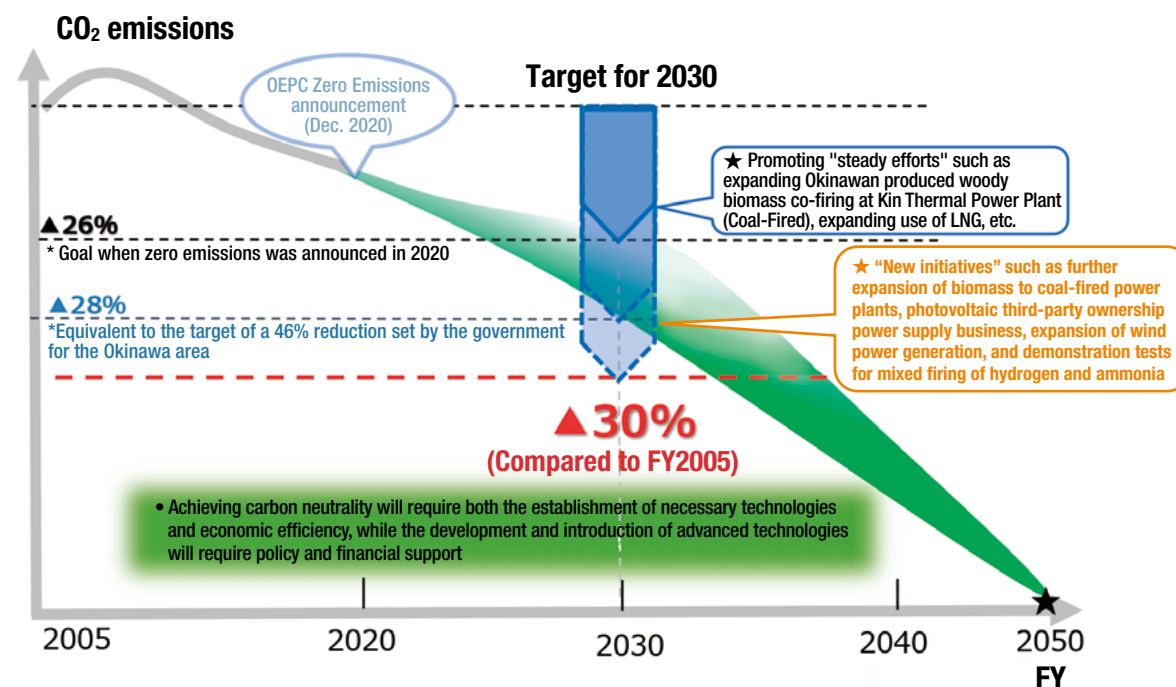 CO₂ emissions
OEPC Zero Emissions
announcement
(Dec. 2020)
Target for 2030
★ Promoting "steady efforts" such as
expanding Okinawan produced woody
biomass co-firing at Kin Thermal Power Plant
(Coal-Fired), expanding use of LNG, etc.
▲26%
* Goal when zero emissions was announced in 2020
★ “New initiatives” such as further
expansion of biomass to coal-fired power
plants, photovoltaic third-party ownership
power supply business, expansion of wind
power generation, and demonstration tests
for mixed firing of hydrogen and ammonia
▲28%
*Equivalent to the target of a 46% reduction set by the government
for the Okinawa area
▲30%
(Compared to FY2005)
• Achieving carbon neutrality will require both the establishment of necessary technologies
and economic efficiency, while the development and introduction of advanced technologies
will require policy and financial support
2005 2020 2030 2040 2050
FY